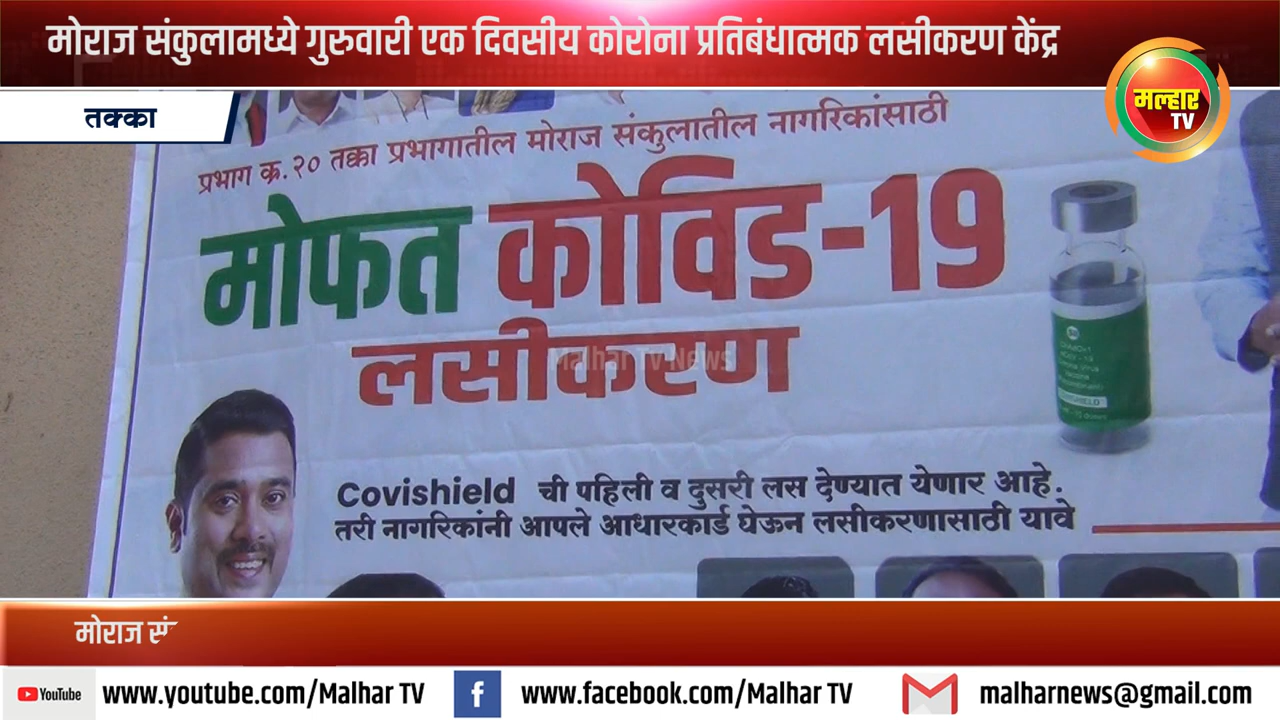 मोराज संकुलामध्ये गुरुवारी एक दिवसीय कोरोना प्रतिबंधात्मक लसीकरण केंद्र
मल्हार
TV
तक्का
प्रभाग क्र.२० तक्का प्रभागातील मोराज संकुलातील नागरिकांसाठी
मोफत कोविड-19
लसीकरण
Malhar Tv News
Covishield ची पहिली व दुसरी लस देण्यात येणार आहे.
तरी नागरिकांनी आपले आधारकार्ड घेऊन लसीकरणासाठी यावे
मोराज
YouTube
www.youtube.com/Malhar TV
www.facebook.com/Malhar TV
malharnews@gmail.com